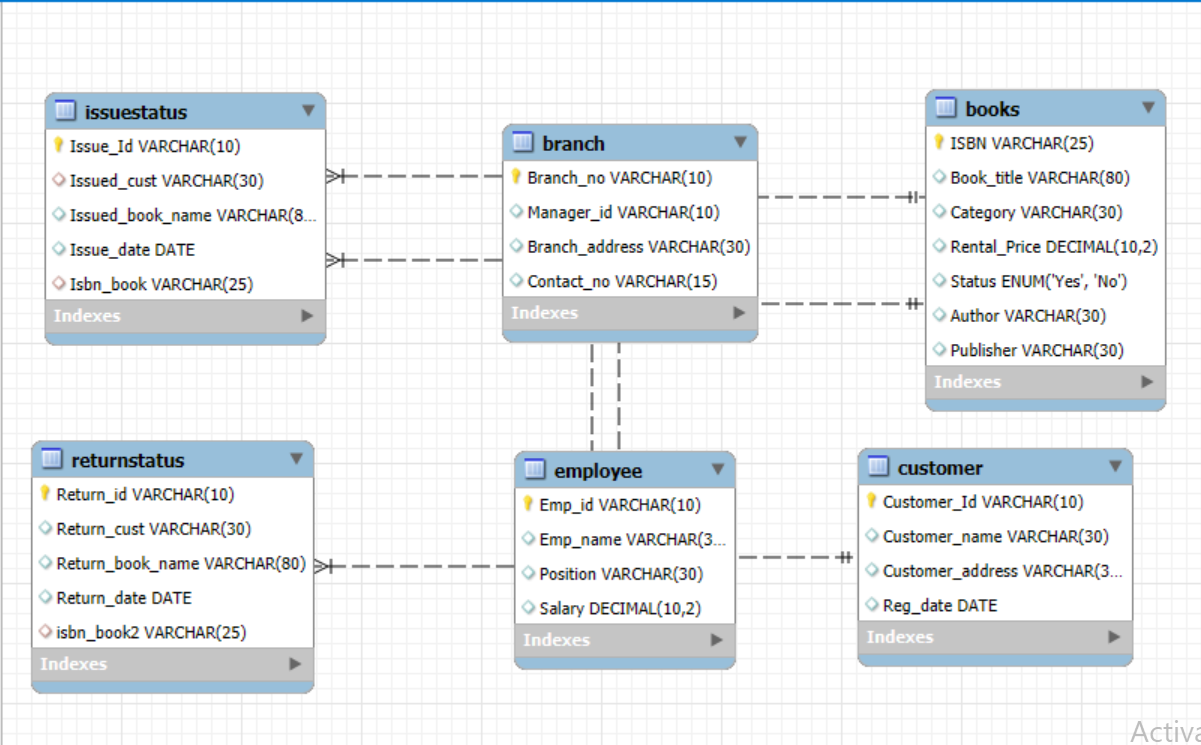 issuestatus
Issue_Id VARCHAR(10)
Issued_cust VARCHAR(30)
Issued_book_name VARCHAR(8...
Issue_date DATE
Isbn_book VARCHAR(25)
Indexes
branch
Branch_no VARCHAR(10)
Manager_id VARCHAR(10)
Branch_address VARCHAR(30)
Contact_no VARCHAR(15)
Indexes
books
ISBN VARCHAR(25)
Book_title VARCHAR(80)
Category VARCHAR(30)
Rental_Price DECIMAL(10,2)
Status ENUM('Yes', 'No')
Author VARCHAR(30)
Publisher VARCHAR(30)
Indexes
returnstatus
Return_id VARCHAR(10)
Return_cust VARCHAR(30)
Return_book_name VARCHAR(80)
Return_date DATE
isbn_book2 VARCHAR(25)
Indexes
employee
Emp_id VARCHAR(10)
Emp_name VARCHAR(3...
Position VARCHAR(30)
Salary DECIMAL(10,2)
Indexes
customer
Customer_Id VARCHAR(10)
Customer_name VARCHAR(30)
Customer_address VARCHAR(3...
Reg_date DATE
Indexes
Activa